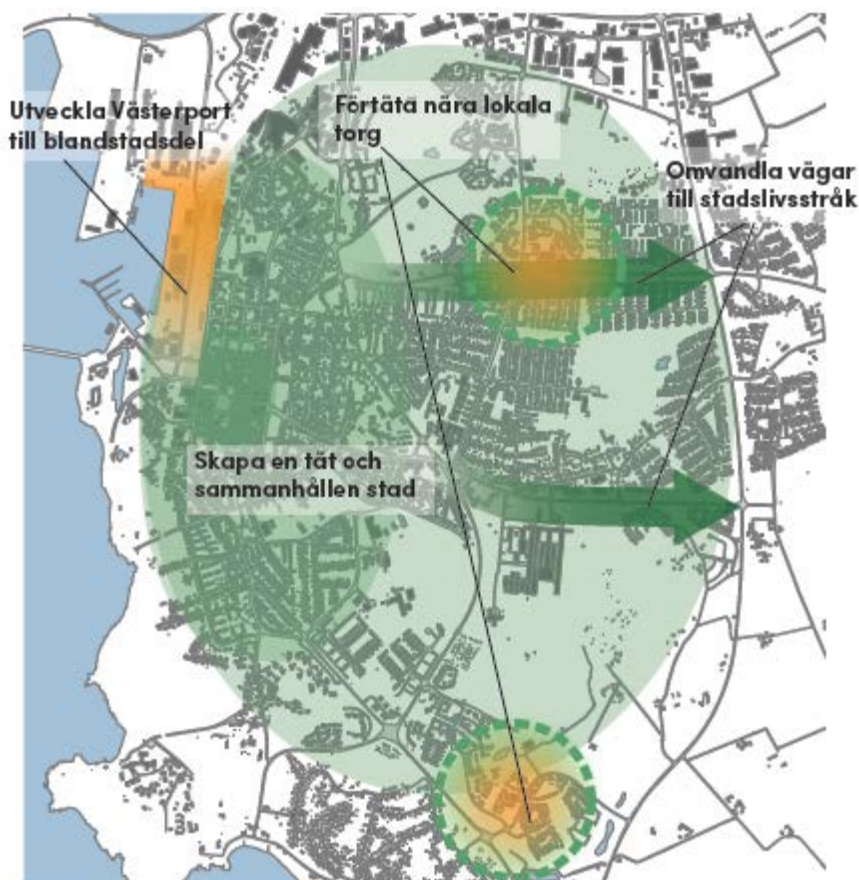 Utveckla Västerport
till blandstadsdel
Förtäta nära lokala
torg
Omvandla vägar
till stadslivsstråk
Skapa en tät och
sammanhållen stad